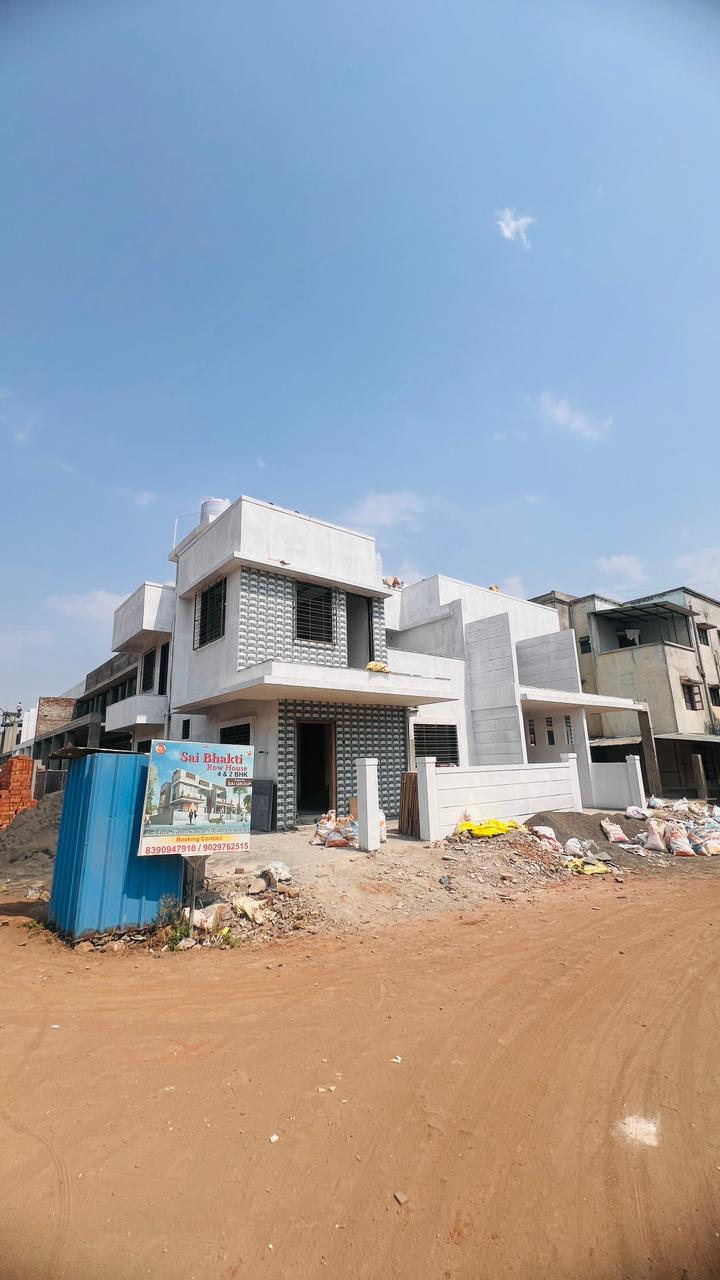 Sai Bhakti
Row House
4 & 2 BHK
SAI GROUP
Booking Contact
8390947910 / 9029762515